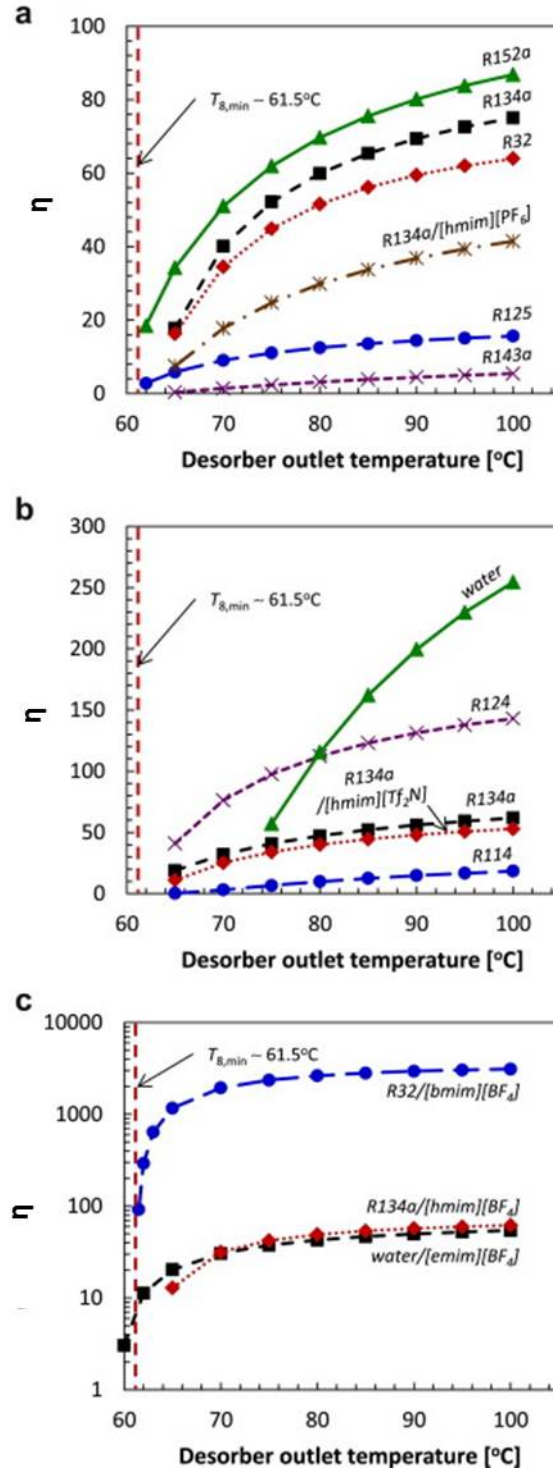 a
100
80
60
40
20
0
η
T8,min ~ 61.5°C
R152a
R134a
R32
R134a/[hmim][PF6]
R125
R143a
60 70 80 90 100
Desorber outlet temperature [°C]
b
300
250
200
150
100
50
0
η
T8,min ~ 61.5°C
water
R124
R134a
/[hmim][Tf2N]
R134a
R114
60 70 80 90 100
Desorber outlet temperature [°C]
c
10000
1000
100
10
1
η
T8,min ~ 61.5°C
R32/[bmim][BF4]
R134a/[hmim][BF4]
water/[emim][BF4]
60 70 80 90 100
Desorber outlet temperature [°C]